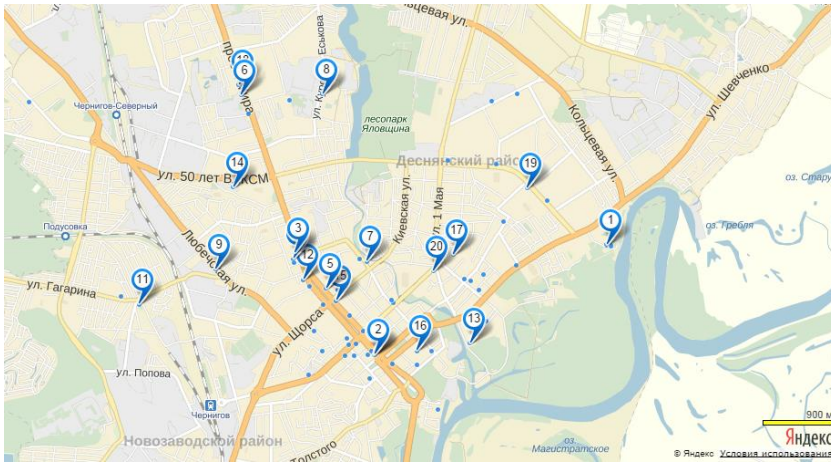 Кольцевая ул.
ул. Шевченко
Еськова
8
6
Чернигов-Северный
лесопарк
Яловщина
Кольцевая ул.
Деснянский район
19
14
ул. 50 лет ВЛКСМ
Киевская ул.
ул. 1 Мая
оз. Гребля
1
3
17
7
Подусовка
9
20
Любечская ул.
12
5
11
ул. Гагарина
ул. Щорса
2
16
13
ул. Попова
Чернигов
900 м
Яндекс
Новозаводской район
Толстого
оз.
Магистратское
© Яндекс Условия использования